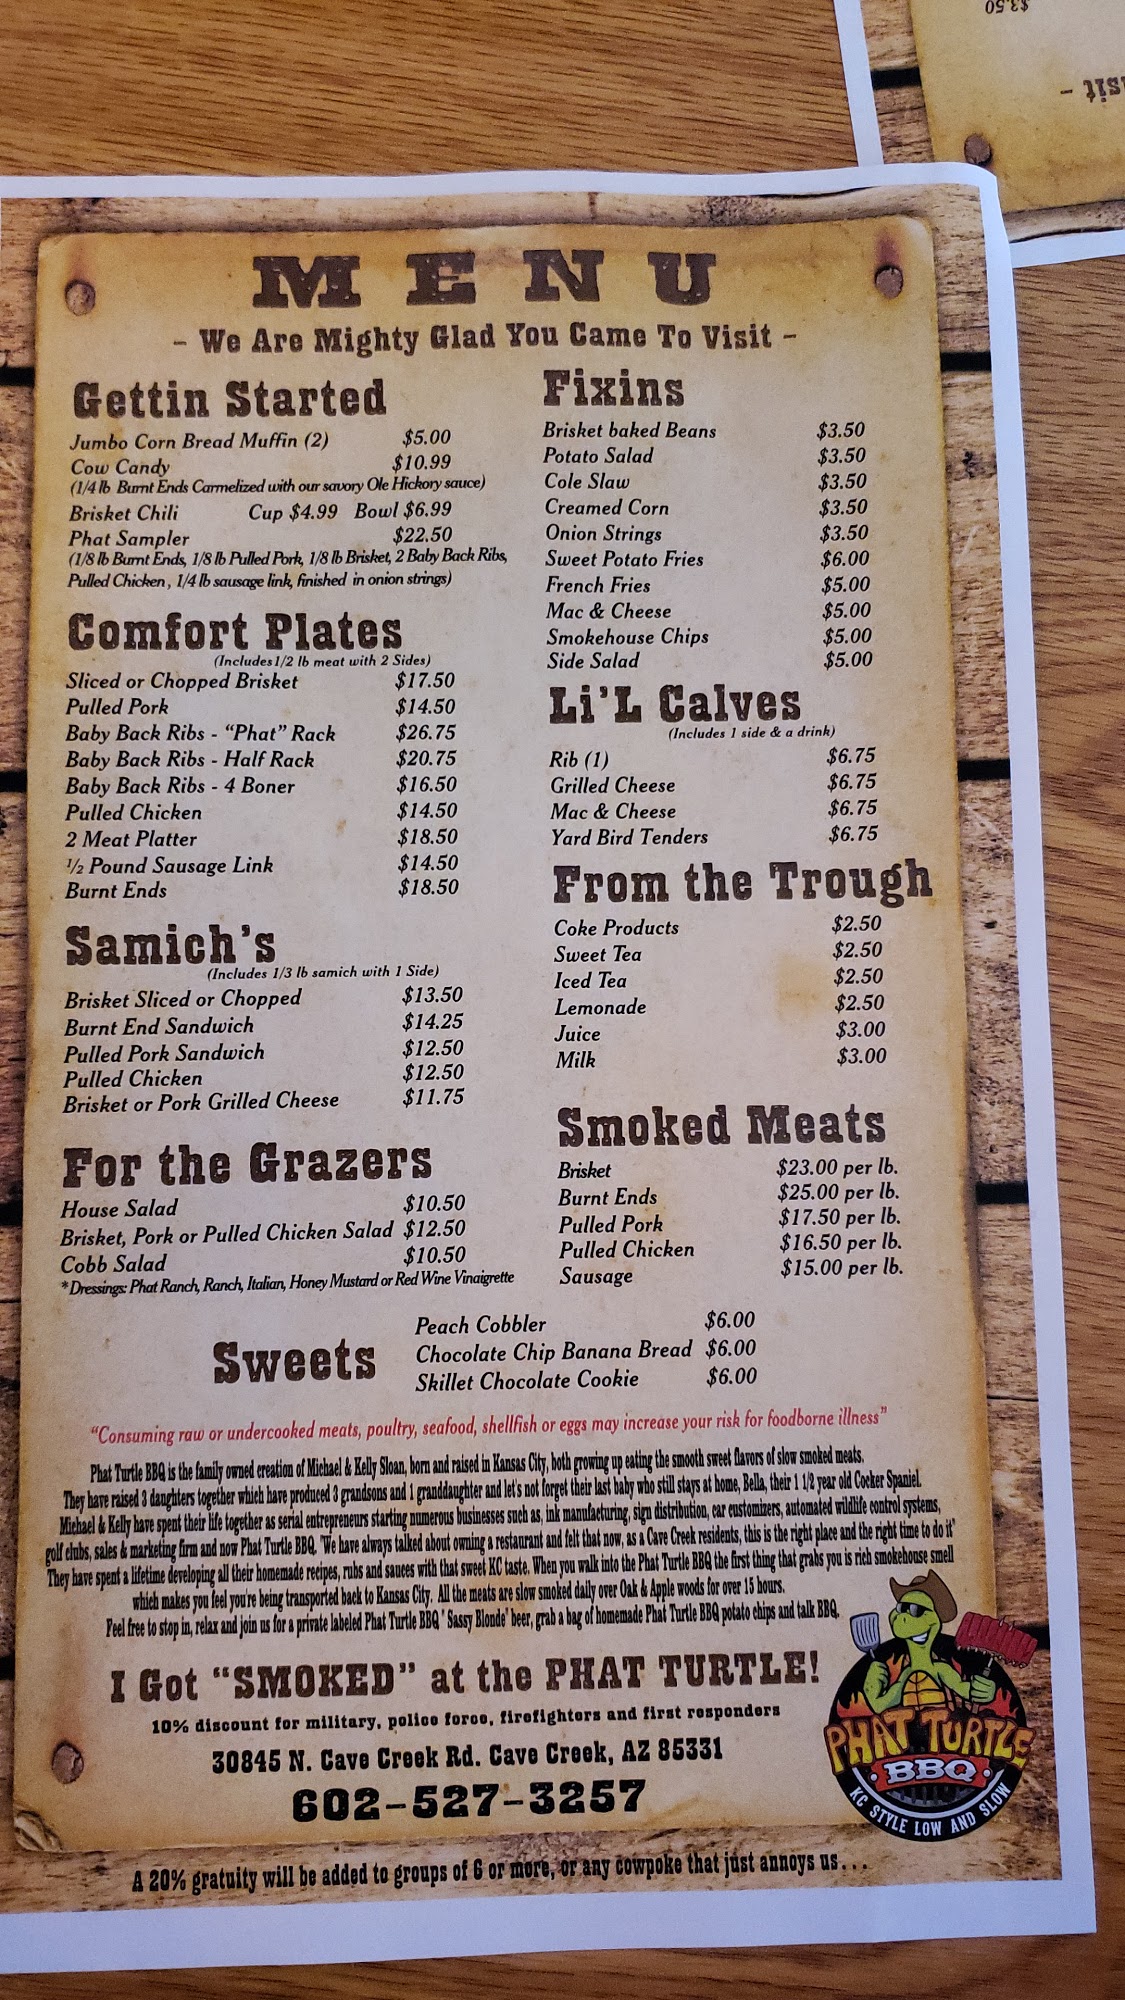 $3.50
MENU
- We Are Mighty Glad You Came To Visit -
Gettin Started
Jumbo Corn Bread Muffin (2) $5.00
Cow Candy $10.99
(1/4 lb Burnt Ends Carmelized with our savory Ole Hickory sauce)
Brisket Chili Cup $4.99 Bowl $6.99
Phat Sampler $22.50
(1/8 lb Burnt Ends, 1/8 lb Pulled Pork, 1/8 lb Brisket, 2 Baby Back Ribs,
Pulled Chicken, 1/4 lb sausage link, finished in onion strings)
Comfort Plates
(Includes 1/2 lb meat with 2 Sides)
Sliced or Chopped Brisket $17.50
Pulled Pork $14.50
Baby Back Ribs - "Phat" Rack $26.75
Baby Back Ribs - Half Rack $20.75
Baby Back Ribs - 4 Boner $16.50
Pulled Chicken $14.50
2 Meat Platter $18.50
1/2 Pound Sausage Link $14.50
Burnt Ends $18.50
Samich's
(Includes 1/3 lb samich with 1 Side)
Brisket Sliced or Chopped $13.50
Burnt End Sandwich $14.25
Pulled Pork Sandwich $12.50
Pulled Chicken $12.50
Brisket or Pork Grilled Cheese $11.75
For the Grazers
House Salad $10.50
Brisket, Pork or Pulled Chicken Salad $12.50
Cobb Salad $10.50
*Dressings: Phat Ranch, Ranch, Italian, Honey Mustard or Red Wine Vinaigrette
Fixins
Brisket baked Beans $3.50
Potato Salad $3.50
Cole Slaw $3.50
Creamed Corn $3.50
Onion Strings $3.50
Sweet Potato Fries $6.00
French Fries $5.00
Mac & Cheese $5.00
Smokehouse Chips $5.00
Side Salad $5.00
Li'L Calves
(Includes 1 side & a drink)
Rib (1) $6.75
Grilled Cheese $6.75
Mac & Cheese $6.75
Yard Bird Tenders $6.75
From the Trough
Coke Products $2.50
Sweet Tea $2.50
Iced Tea $2.50
Lemonade $2.50
Juice $3.00
Milk $3.00
Smoked Meats
Brisket $23.00 per lb.
Burnt Ends $25.00 per lb.
Pulled Pork $17.50 per lb.
Pulled Chicken $16.50 per lb.
Sausage $15.00 per lb.
Sweets
Peach Cobbler $6.00
Chocolate Chip Banana Bread $6.00
Skillet Chocolate Cookie $6.00
"Consuming raw or undercooked meats, poultry, seafood, shellfish or eggs may increase your risk for foodborne illness"
Phat Turtle BBQ is the family owned creation of Michael & Kelly Sloan, born and raised in Kansas City, both growing up eating the smooth sweet flavors of slow smoked meats.
They have raised 3 daughters together which have produced 3 grandsons and 1 granddaughter and let's not forget their last baby who still stays at home, Bella, their 1 1/2 year old Cocker Spaniel.
Michael & Kelly have spent their life together as serial entrepreneurs starting numerous businesses such as, ink manufacturing, sign distribution, car customizers, automated wildlife control systems,
golf clubs, sales & marketing firm and now Phat Turtle BBQ. "We have always talked about owning a restaurant and felt that now, as a Cave Creek residents, this is the right place and the right time to do it"
They have spent a lifetime developing all their homemade recipes, rubs and sauces with that sweet KC taste. When you walk into the Phat Turtle BBQ the first thing that grabs you is rich smokehouse smell
which makes you feel you're being transported back to Kansas City. All the meats are slow smoked daily over Oak & Apple woods for over 15 hours.
Feel free to stop in, relax and join us for a private labeled Phat Turtle BBQ 'Sassy Blonde' beer, grab a bag of homemade Phat Turtle BBQ potato chips and talk BBQ.
I Got "SMOKED" at the PHAT TURTLE!
10% discount for military, police force, firefighters and first responders
30845 N. Cave Creek Rd. Cave Creek, AZ 85331
602-527-3257
PHAT TURTLE
BBQ
KC STYLE LOW AND SLOW
A 20% gratuity will be added to groups of 6 or more, or any cowpoke that just annoys us...